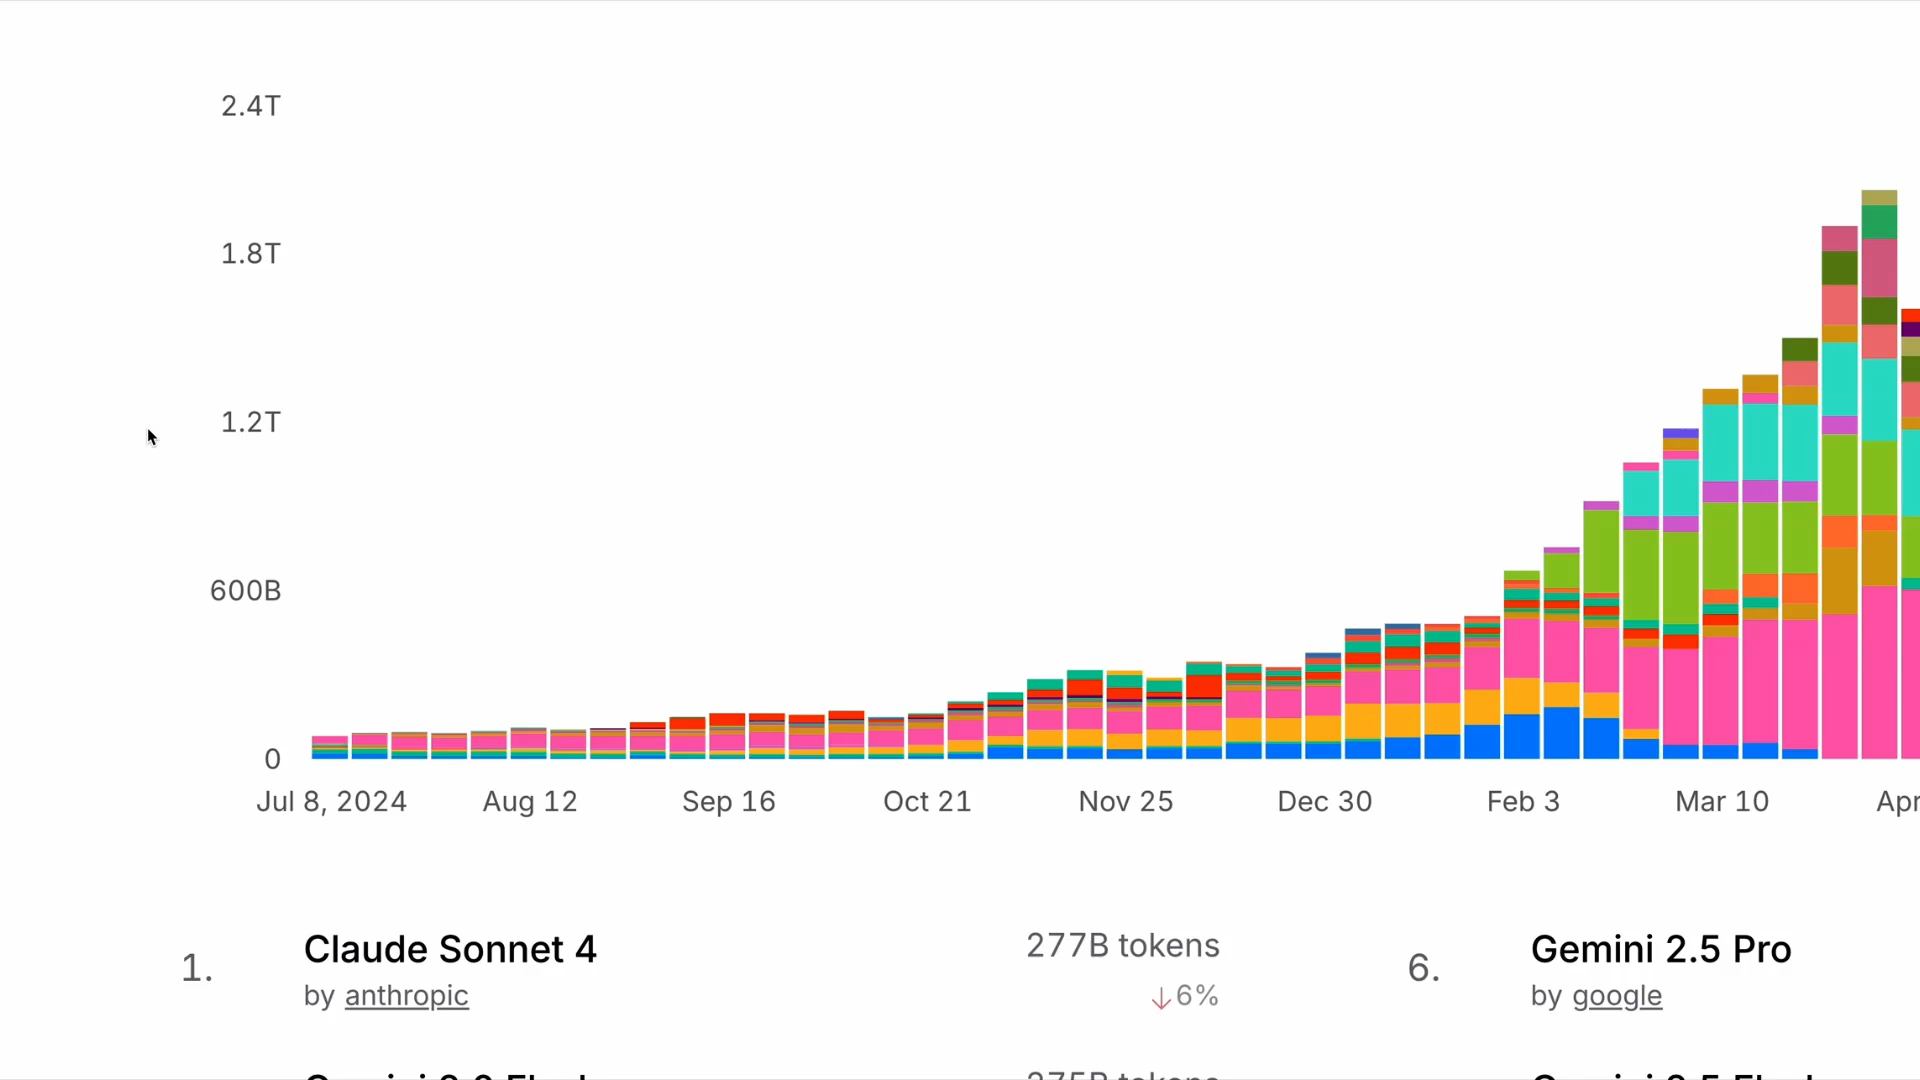 2.4T
1.8T
1.2T
600B
0
Jul 8, 2024 Aug 12 Sep 16 Oct 21 Nov 25 Dec 30 Feb 3 Mar 10 Apr
1. Claude Sonnet 4 277B tokens
by anthropic ↓6%
6. Gemini 2.5 Pro
by google